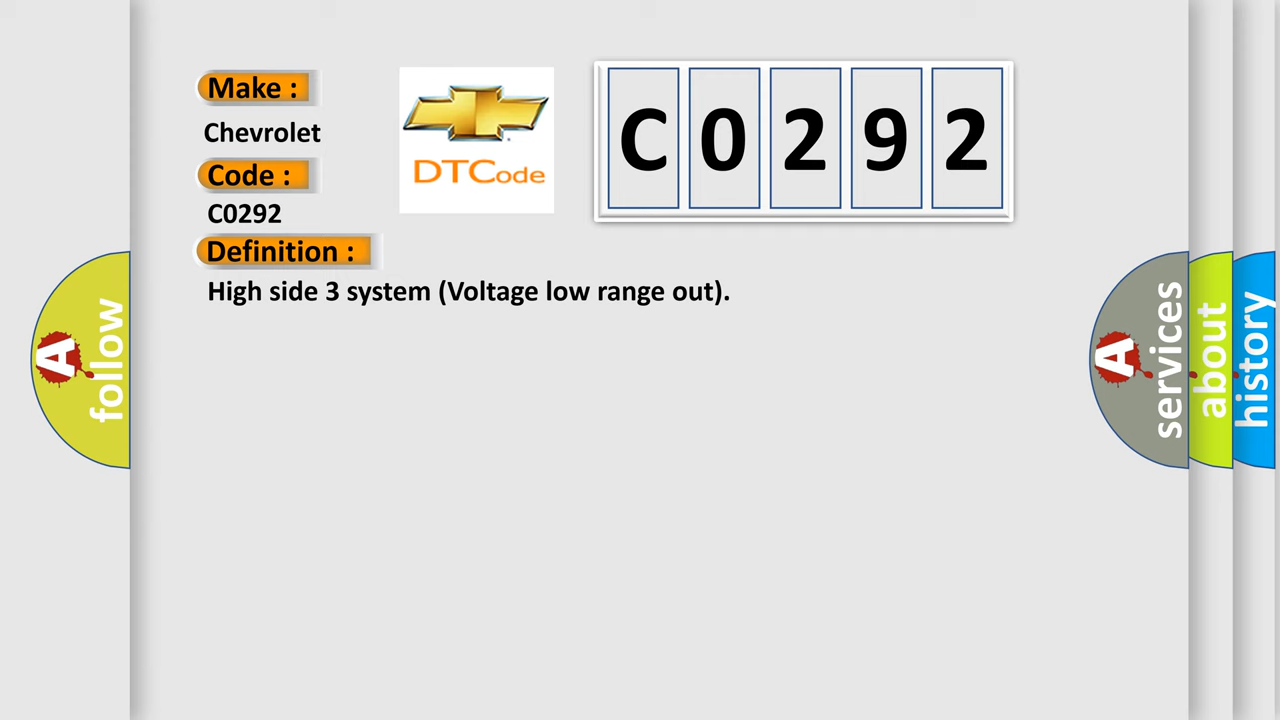 Make :
Chevrolet
Code :
C0292
Definition :
High side 3 system (Voltage low range out).
DTCode
C0292
A follow
A services
about
history